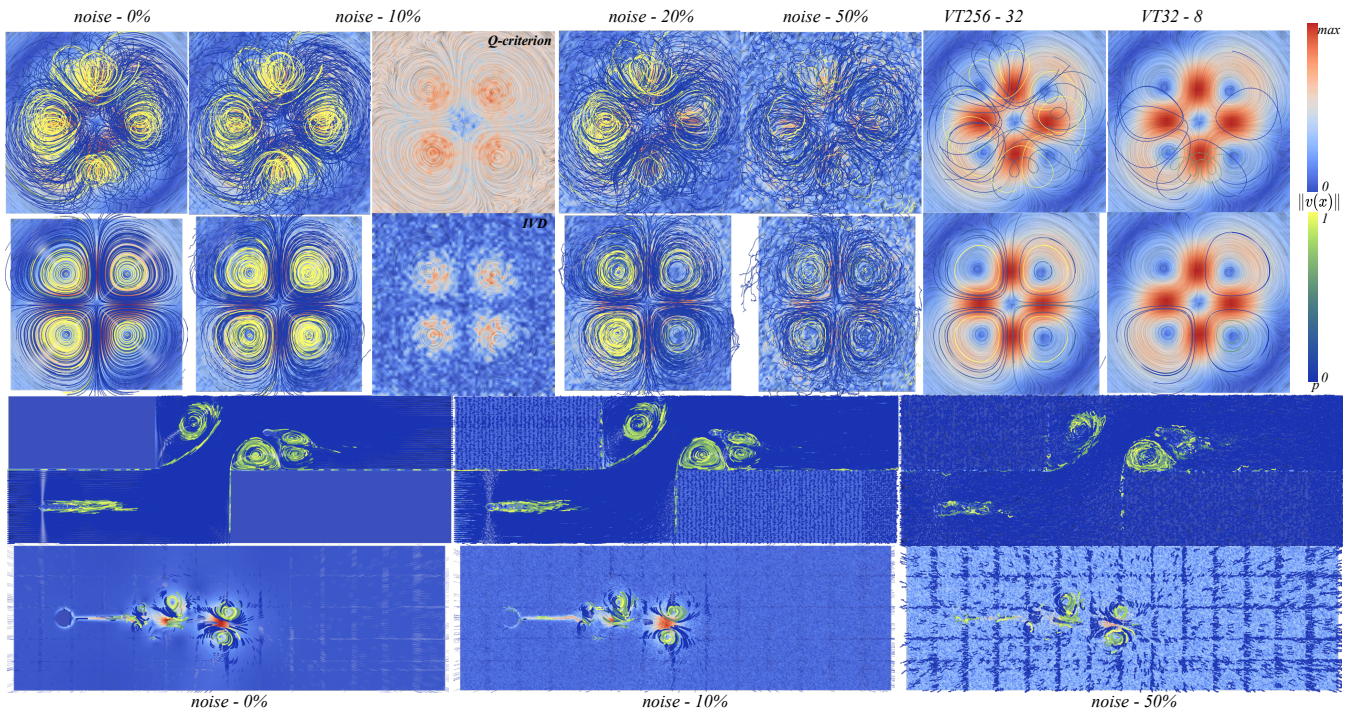 noise - 0%
noise - 10%
noise - 20%
noise - 50%
VT256 - 32
VT32 - 8
Q-criterion
max
0
||v(x)||
IVD
1
0
p
noise - 0%
noise - 10%
noise - 50%